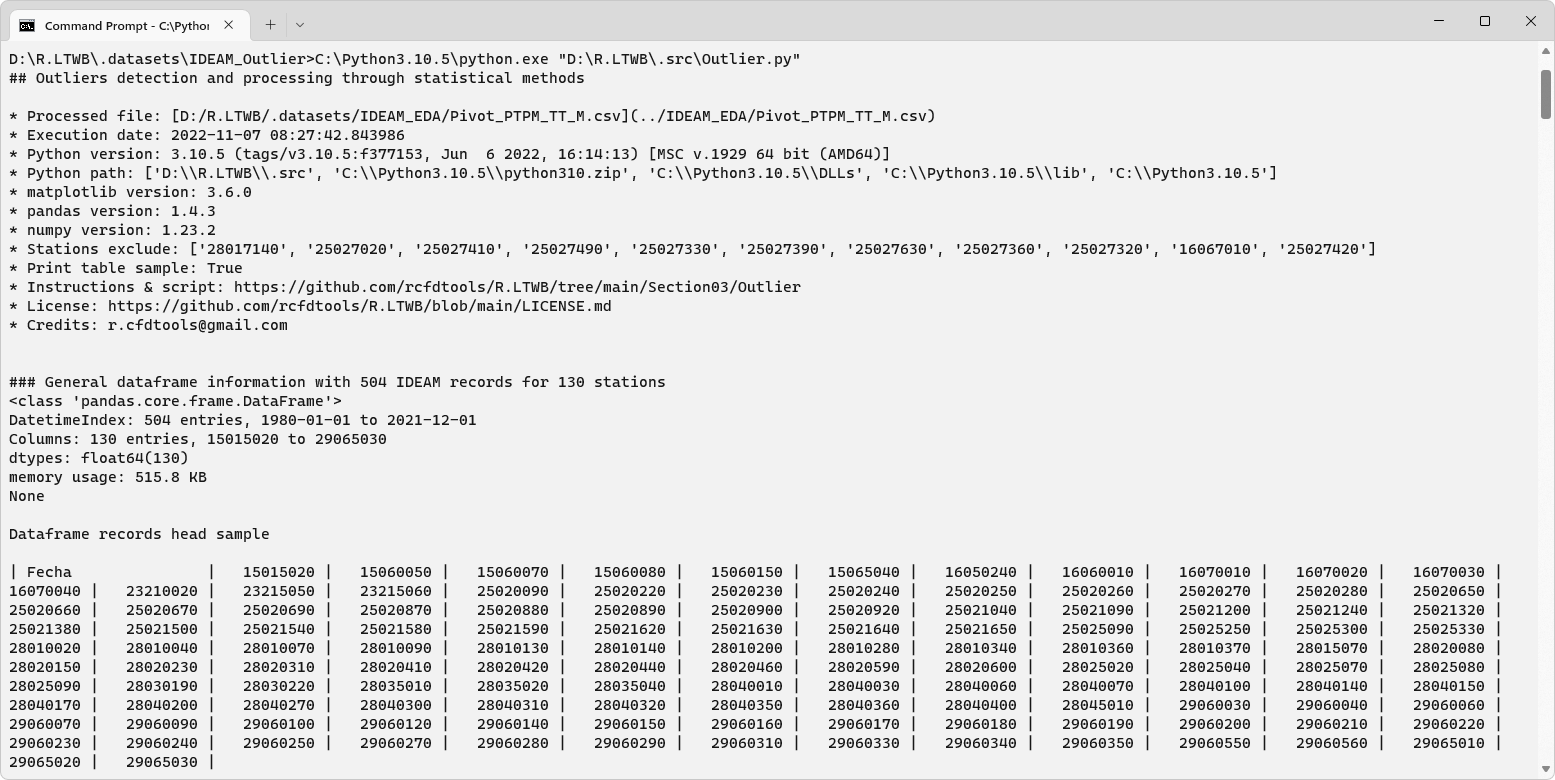 Command Prompt - C:\Python
D:\R.LTWB\.datasets\IDEAM_Outlier>C:\Python3.10.5\python.exe "D:\R.LTWB\.src\Outlier.py"
## Outliers detection and processing through statistical methods
* Processed file: [D:/R.LTWB/.datasets/IDEAM_EDA/Pivot_PTPM_TT_M.csv](../IDEAM_EDA/Pivot_PTPM_TT_M.csv)
* Execution date: 2022-11-07 08:27:42.843986
* Python version: 3.10.5 (tags/v3.10.5:f377153, Jun  6 2022, 16:14:13) [MSC v.1929 64 bit (AMD64)]
* Python path: ['D:\\R.LTWB\\.src', 'C:\\Python3.10.5\\python310.zip', 'C:\\Python3.10.5\\DLLs', 'C:\\Python3.10.5\\lib', 'C:\\Python3.10.5']
* matplotlib version: 3.6.0
* pandas version: 1.4.3
* numpy version: 1.23.2
* Stations exclude: ['28017140', '25027020', '25027410', '25027490', '25027330', '25027390', '25027630', '25027360', '25027320', '16067010', '25027420']
* Print table sample: True
* Instructions & script: https://github.com/rcfdtools/R.LTWB/tree/main/Section03/Outlier
* License: https://github.com/rcfdtools/R.LTWB/blob/main/LICENSE.md
* Credits: r.cfdtools@gmail.com
### General dataframe information with 504 IDEAM records for 130 stations
<class 'pandas.core.frame.DataFrame'>
DatetimeIndex: 504 entries, 1980-01-01 to 2021-12-01
Columns: 130 entries, 15015020 to 29065030
dtypes: float64(130)
memory usage: 515.8 KB
None
Dataframe records head sample
| Fecha | 15015020 | 15060050 | 15060070 | 15060080 | 15060150 | 15065040 | 16050240 | 16060010 | 16070010 | 16070020 | 16070030 |
16070040 | 23210020 | 23215050 | 23215060 | 25020090 | 25020220 | 25020230 | 25020240 | 25020250 | 25020260 | 25020270 | 25020280 | 25020650 |
25020660 | 25020670 | 25020690 | 25020870 | 25020880 | 25020890 | 25020900 | 25020920 | 25021040 | 25021090 | 25021200 | 25021240 | 25021320 |
25021380 | 25021500 | 25021540 | 25021580 | 25021590 | 25021620 | 25021630 | 25021640 | 25021650 | 25025090 | 25025250 | 25025300 | 25025330 |
28010020 | 28010040 | 28010070 | 28010090 | 28010130 | 28010140 | 28010200 | 28010280 | 28010340 | 28010360 | 28010370 | 28015070 | 28020080 |
28020150 | 28020230 | 28020310 | 28020410 | 28020420 | 28020440 | 28020460 | 28020590 | 28020600 | 28025020 | 28025040 | 28025070 | 28025080 |
28025090 | 28030190 | 28030220 | 28035010 | 28035020 | 28035040 | 28040010 | 28040030 | 28040060 | 28040070 | 28040100 | 28040140 | 28040150 |
28040170 | 28040200 | 28040270 | 28040300 | 28040310 | 28040320 | 28040350 | 28040360 | 28040400 | 28045010 | 29060030 | 29060040 | 29060060 |
29060070 | 29060090 | 29060100 | 29060120 | 29060140 | 29060150 | 29060160 | 29060170 | 29060180 | 29060190 | 29060200 | 29060210 | 29060220 |
29060230 | 29060240 | 29060250 | 29060270 | 29060280 | 29060290 | 29060310 | 29060330 | 29060340 | 29060350 | 29060550 | 29060560 | 29065010 |
29065020 | 29065030 |